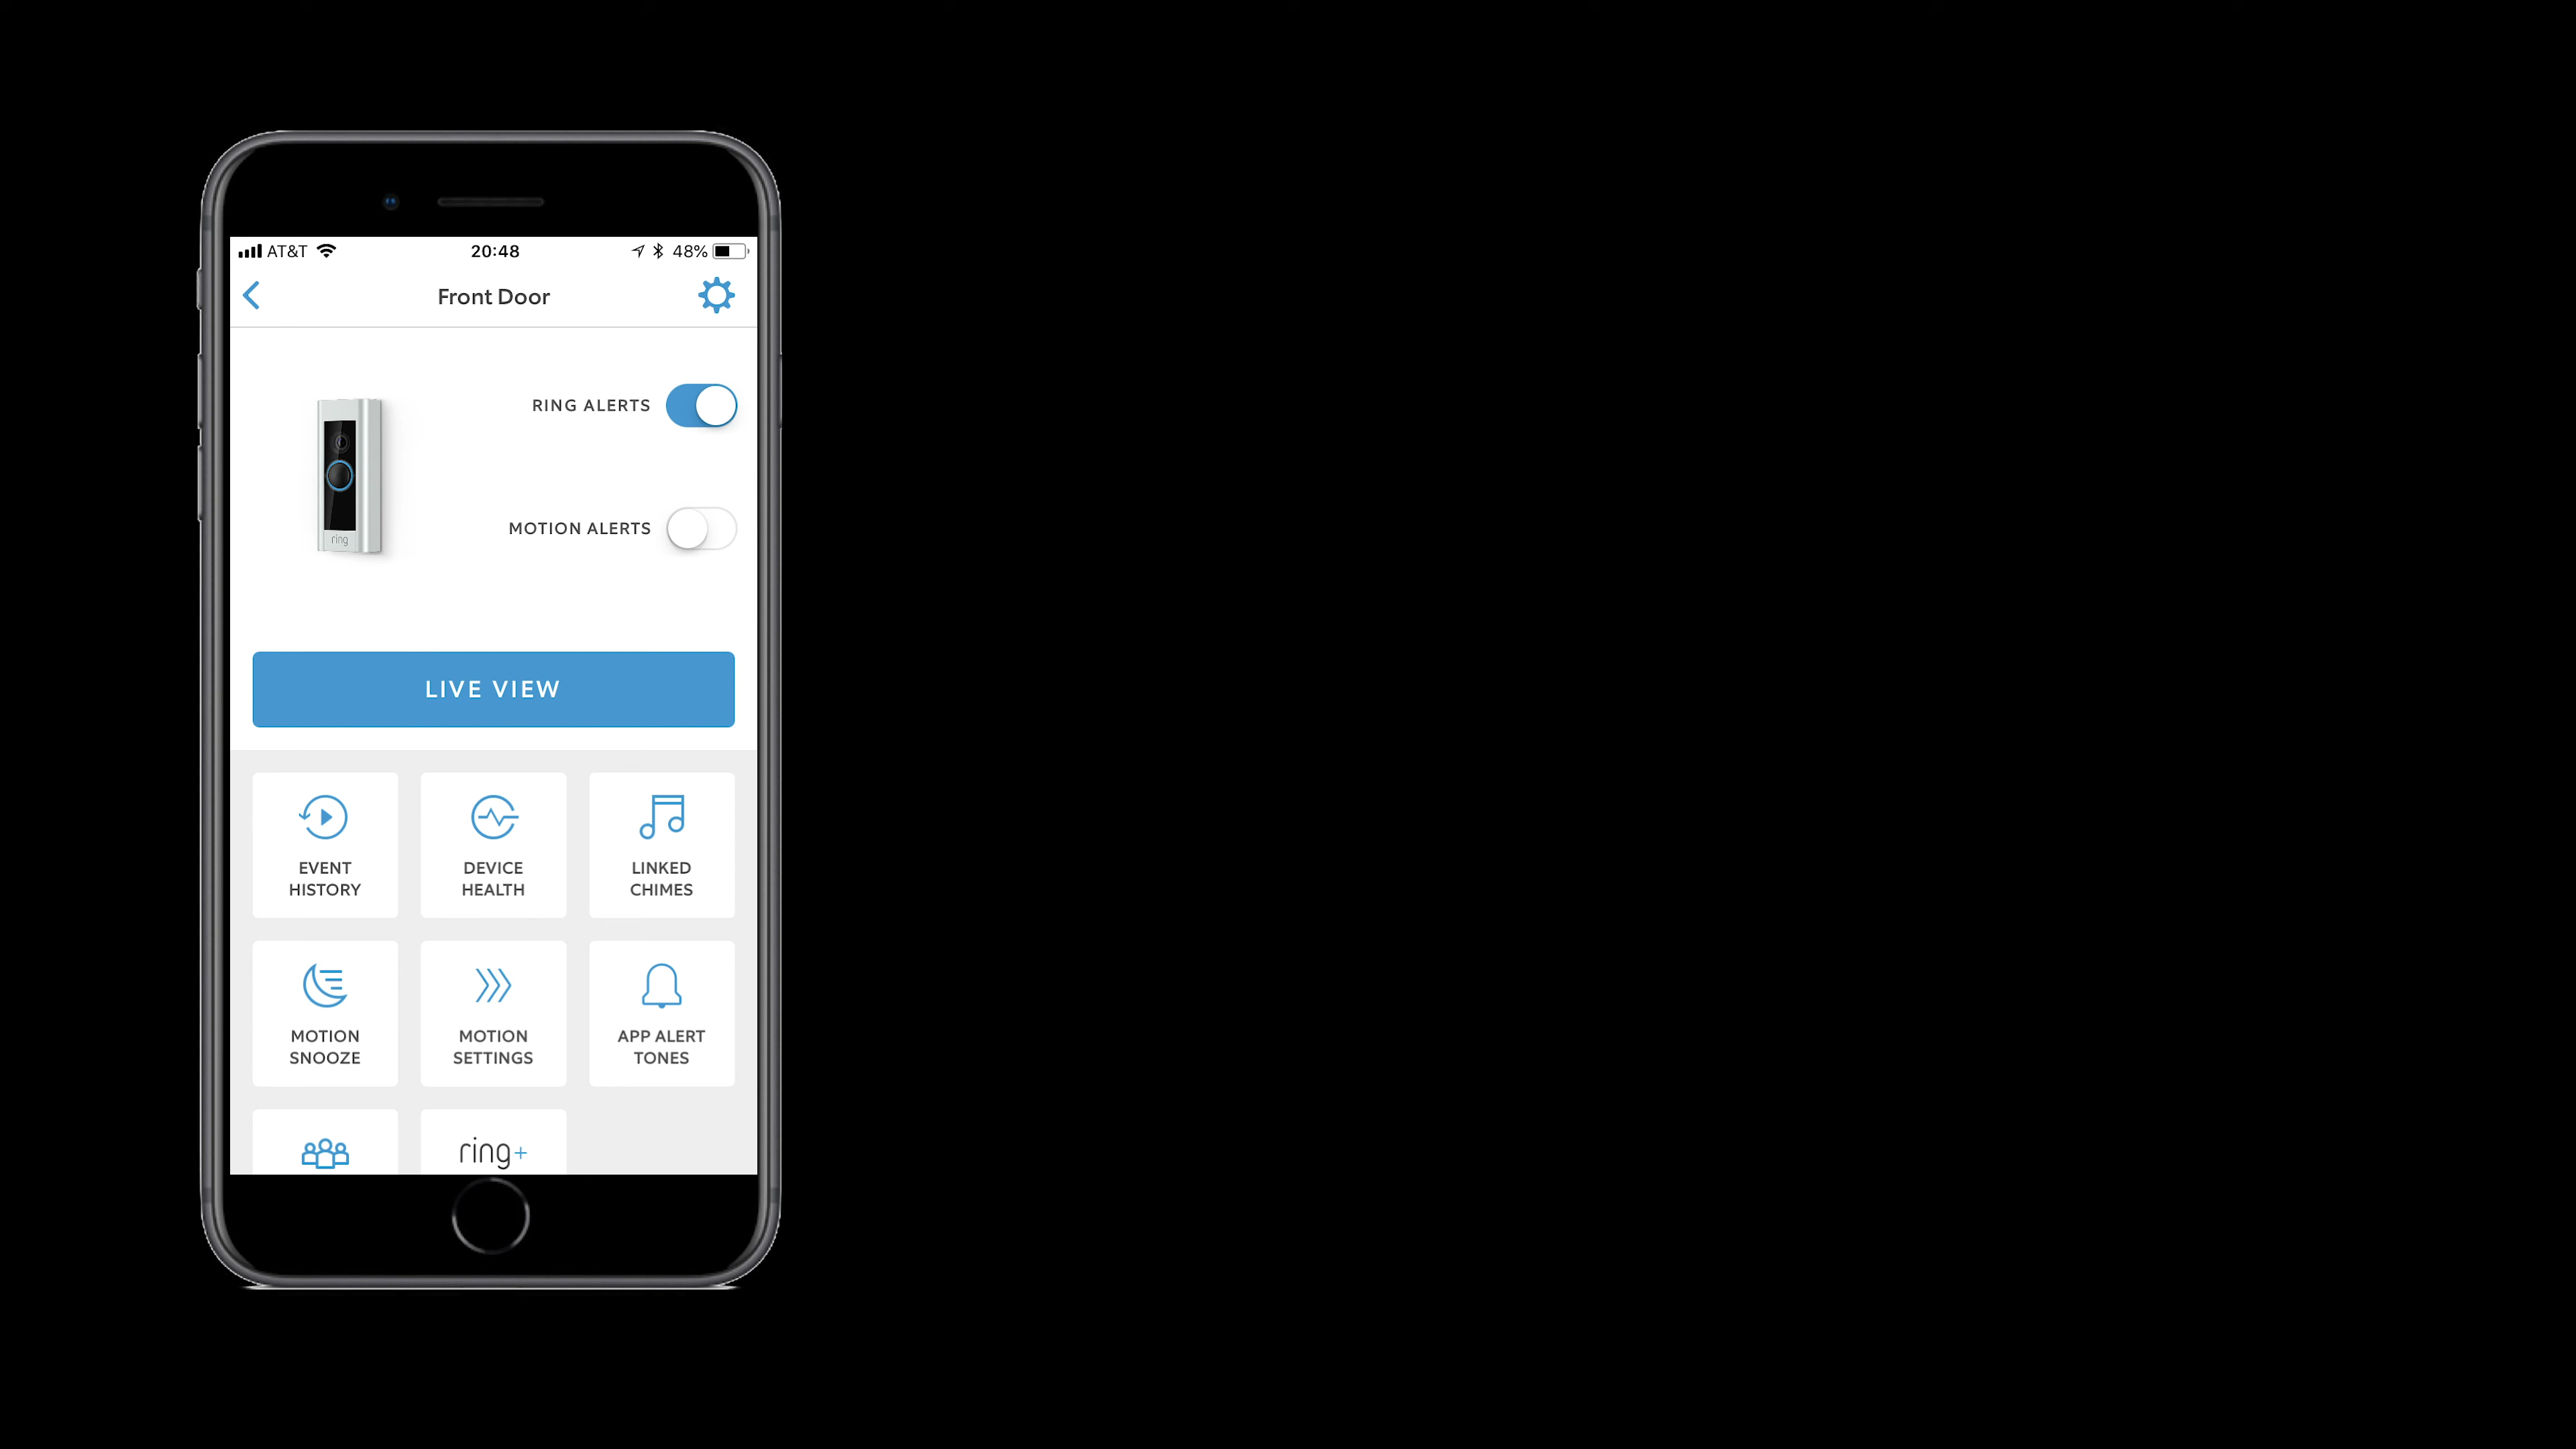 AT&T 20:48 48%
Front Door
RING ALERTS
ring
MOTION ALERTS
LIVE VIEW
EVENT
HISTORY
DEVICE
HEALTH
LINKED
CHIMES
MOTION
SNOOZE
MOTION
SETTINGS
APP ALERT
TONES
ring+